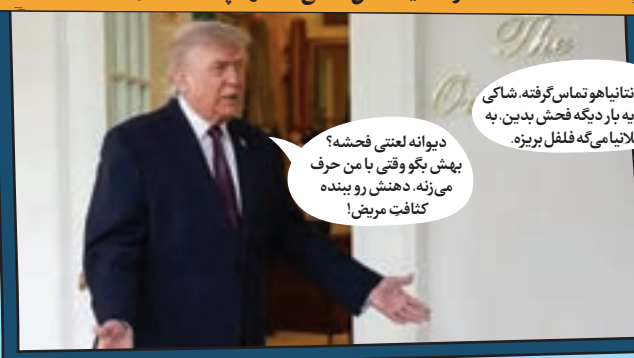 The
نتانیاهو تماس گرفته، شاکی
یه بار دیگه فحش بدین، به
ملانیا می‌گه فلفل بریزه.
دیوانه لعنتی فحشه؟
بهش بگو وقتی با من حرف
می‌زنه، دهنش رو ببنده
کثافتِ مریض!